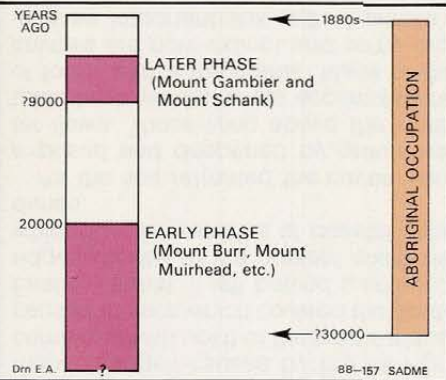 YEARS
AGO
1880s
LATER PHASE
(Mount Gambier and
Mount Schank)
?9000
ABORIGINAL OCCUPATION
20000
EARLY PHASE
(Mount Burr, Mount
Muirhead, etc.)
?30000
?
Drn E.A.
88-157 SADME